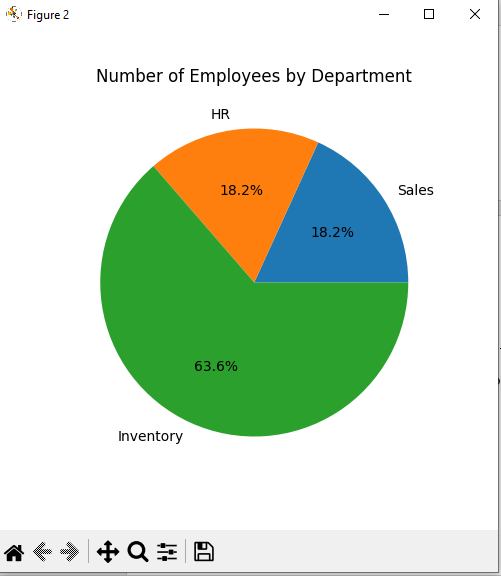 Figure 2
Number of Employees by Department
HR
18.2%
Sales
18.2%
63.6%
Inventory